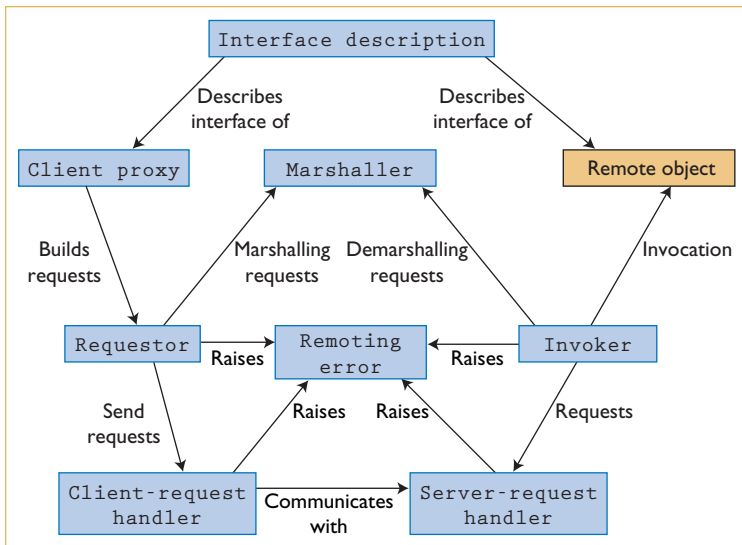 Interface description
Describes
interface of
Describes
interface of
Client proxy
Marshaller
Remote object
Builds
requests
Marshalling
requests
Demarshalling
requests
Invocation
Requestor
Raises
Remoting
error
Raises
Invoker
Send
requests
Raises
Raises
Requests
Client-request
handler
Communicates
with
Server-request
handler